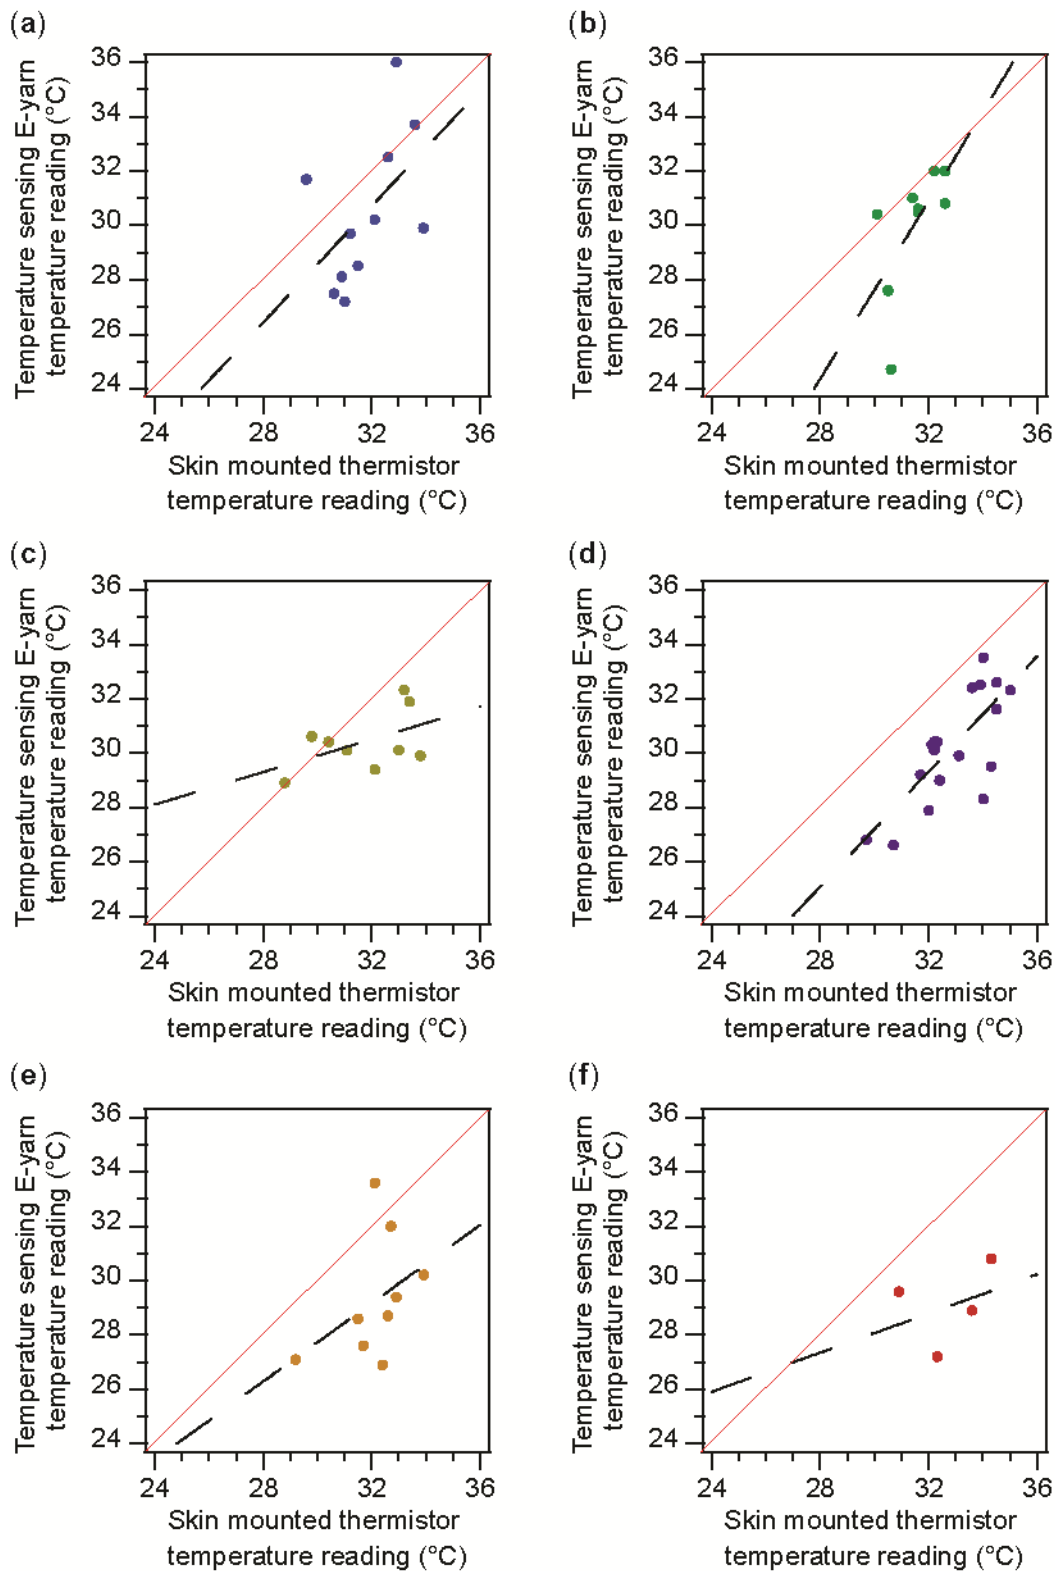 (a)
Temperature sensing E-yarn
temperature reading (°C)
36
34
32
30
28
26
24
24 28 32 36
Skin mounted thermistor
temperature reading (°C)
(b)
Temperature sensing E-yarn
temperature reading (°C)
36
34
32
30
28
26
24
24 28 32 36
Skin mounted thermistor
temperature reading (°C)
(c)
Temperature sensing E-yarn
temperature reading (°C)
36
34
32
30
28
26
24
24 28 32 36
Skin mounted thermistor
temperature reading (°C)
(d)
Temperature sensing E-yarn
temperature reading (°C)
36
34
32
30
28
26
24
24 28 32 36
Skin mounted thermistor
temperature reading (°C)
(e)
Temperature sensing E-yarn
temperature reading (°C)
36
34
32
30
28
26
24
24 28 32 36
Skin mounted thermistor
temperature reading (°C)
(f)
Temperature sensing E-yarn
temperature reading (°C)
36
34
32
30
28
26
24
24 28 32 36
Skin mounted thermistor
temperature reading (°C)